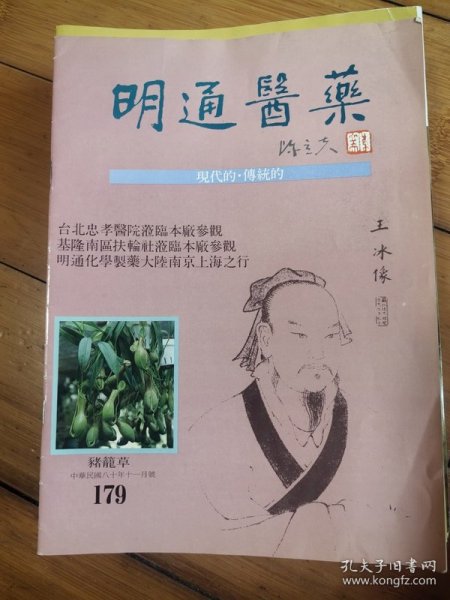 明通醫藥
陳立夫
現代的·傳統的
台北忠孝醫院蒞臨本廠參觀
基隆南區扶輪社蒞臨本廠參觀
明通化學製藥大陸南京上海之行
王冰像
豬籠草
中華民國八十年十一月號
179
孔夫子旧书网
www.kongfz.com